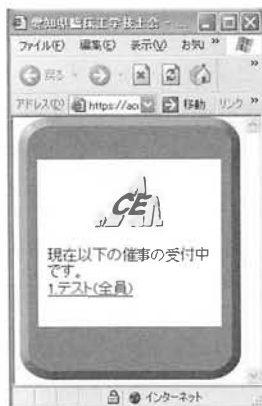 愛知県臨床工学技士会 - ...
ファイル(F) 編集(E) 表示(V) お気 »
戻る »
アドレス(D) https://aci 移動 リンク »
ACE
現在以下の催事の受付中
です。
1.テスト(全員)
インターネット